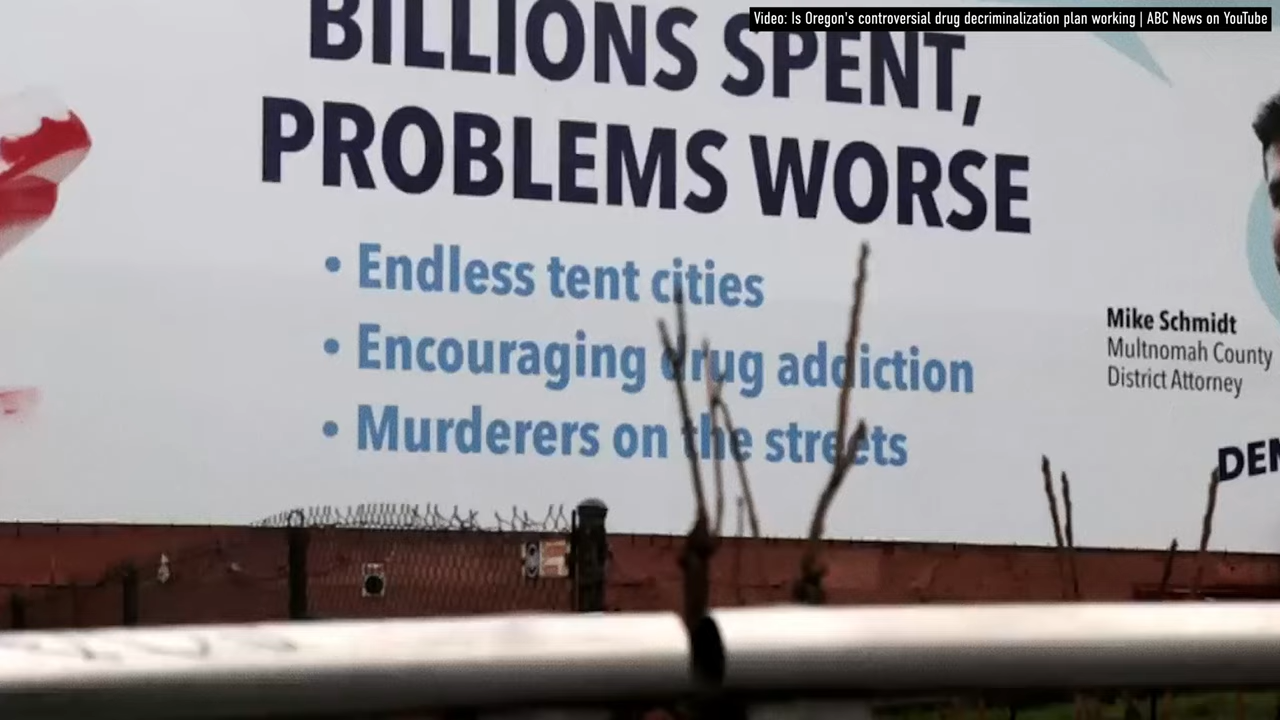 Video: Is Oregon's controversial drug decriminalization plan working | ABC News on YouTube
BILLIONS SPENT,
PROBLEMS WORSE
• Endless tent cities
• Encouraging drug addiction
• Murderers on the streets
Mike Schmidt
Multnomah County
District Attorney